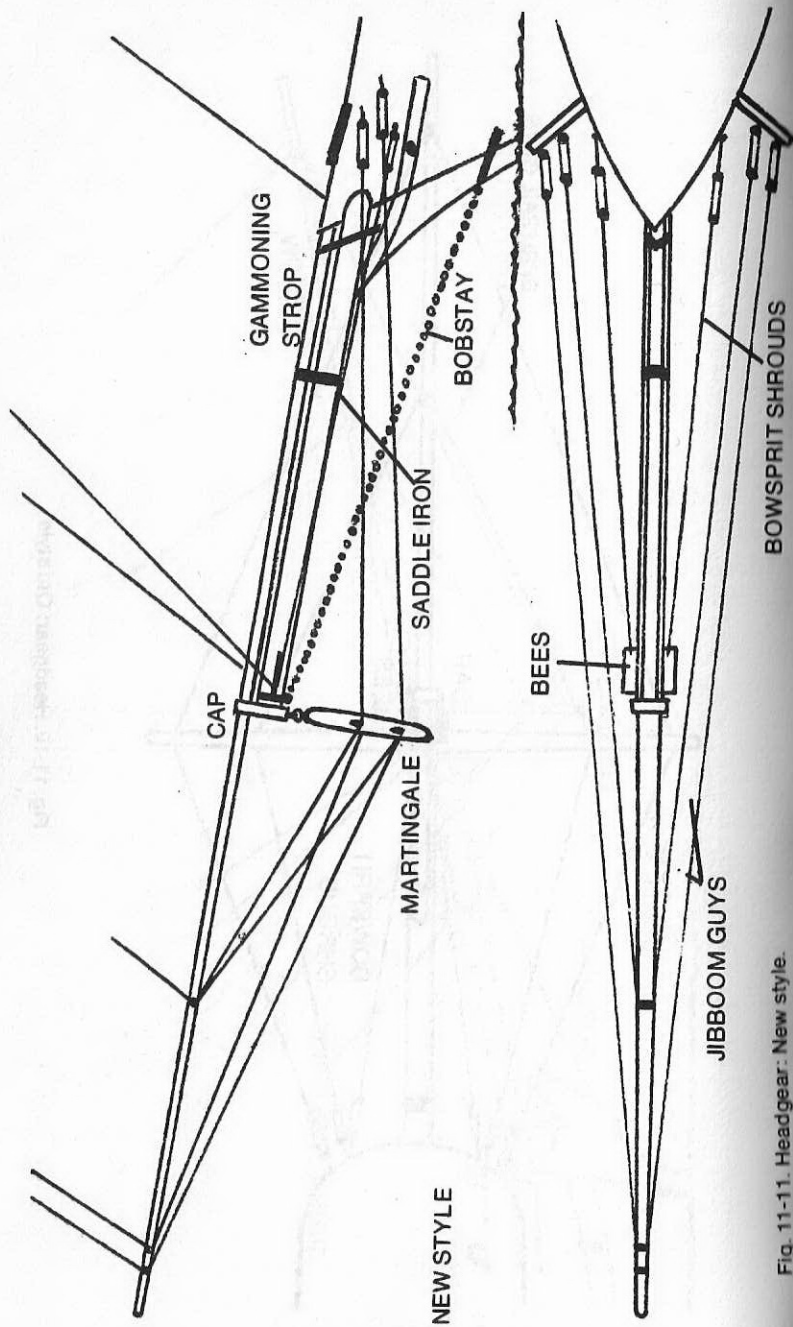 GAMMONING
STROP
CAP
BOBSTAY
SADDLE IRON
MARTINGALE
NEW STYLE
BEES
BOWSPRIT SHROUDS
JIBBOOM GUYS
Fig. 11-11. Headgear: New style.